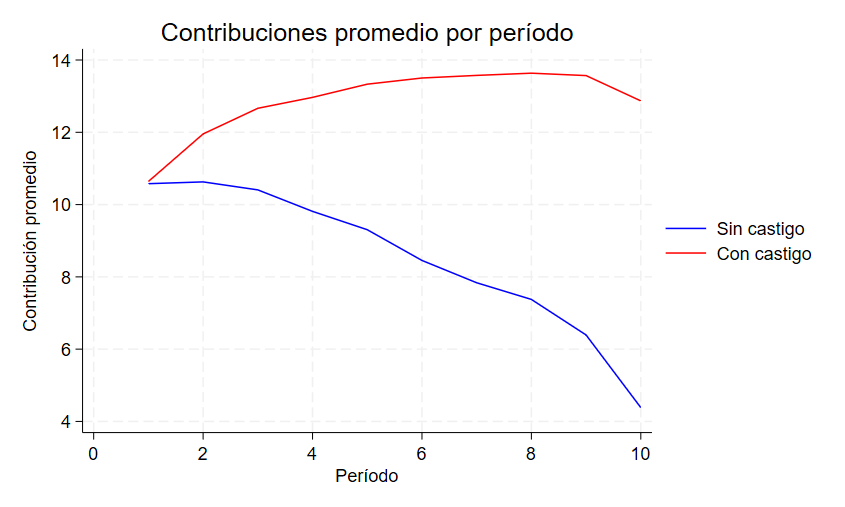 Contribuciones promedio por período
Contribución promedio
14
12
10
8
6
4
0 2 4 6 8 10
Período
Sin castigo
Con castigo